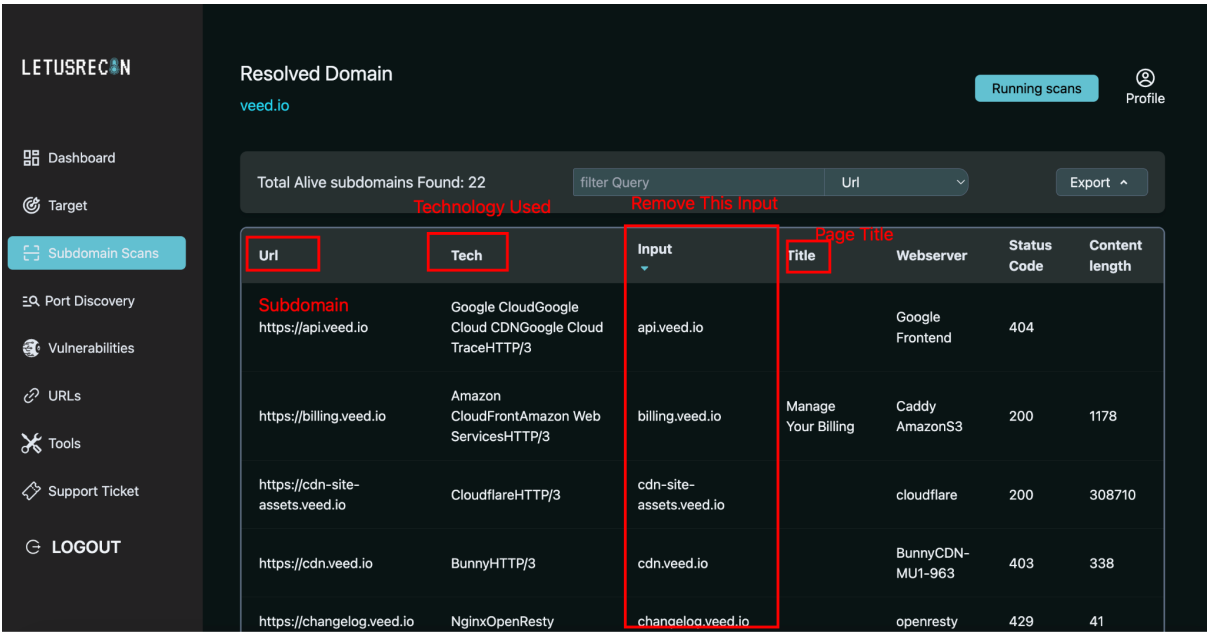 LETUSRECON
Dashboard
Target
Subdomain Scans
Port Discovery
Vulnerabilities
URLs
Tools
Support Ticket
LOGOUT
Resolved Domain
veed.io
Running scans
Profile
Total Alive subdomains Found: 22
filter Query
Url
Export
Technology Used
Remove This Input
Page Title
Url
Tech
Input
Title
Webserver
Status
Code
Content
length
Subdomain
https://api.veed.io
Google CloudGoogle
Cloud CDNGoogle Cloud
TraceHTTP/3
api.veed.io
Google
Frontend
404
https://billing.veed.io
Amazon
CloudFrontAmazon Web
ServicesHTTP/3
billing.veed.io
Manage
Your Billing
Caddy
AmazonS3
200
1178
https://cdn-site-
assets.veed.io
CloudflareHTTP/3
cdn-site-
assets.veed.io
cloudflare
200
308710
https://cdn.veed.io
BunnyHTTP/3
cdn.veed.io
BunnyCDN-
MU1-963
403
338
https://changelog.veed.io
NginxOpenResty
changelog.veed.io
openresty
429
41